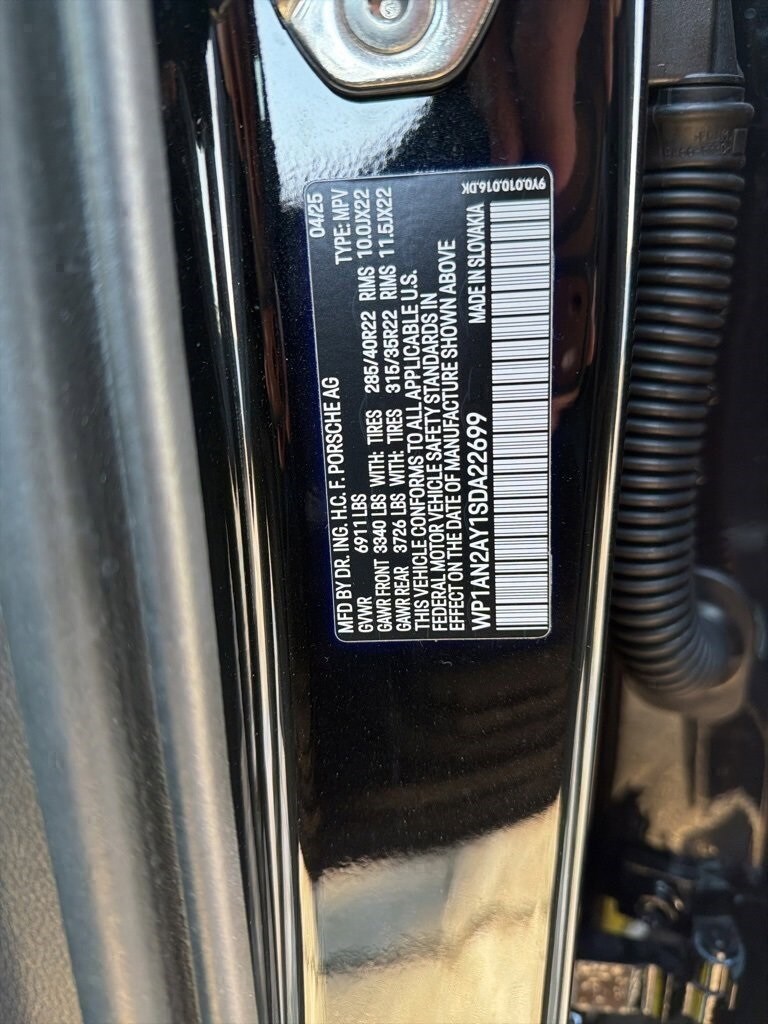 MFD BY DR. ING. H.C. F. PORSCHE AG 04/25
GVWR 6911 LBS TYPE: MPV
GAWR FRONT 3340 LBS WITH: TIRES 285/40R22 RIMS 10.0JX22
GAWR REAR 3726 LBS WITH: TIRES 315/35R22 RIMS 11.5JX22
THIS VEHICLE CONFORMS TO ALL APPLICABLE U.S.
FEDERAL MOTOR VEHICLE SAFETY STANDARDS IN
EFFECT ON THE DATE OF MANUFACTURE SHOWN ABOVE
WP1AN2AY1SDA22699 MADE IN SLOVAKIA
9Y0.010.016.DK